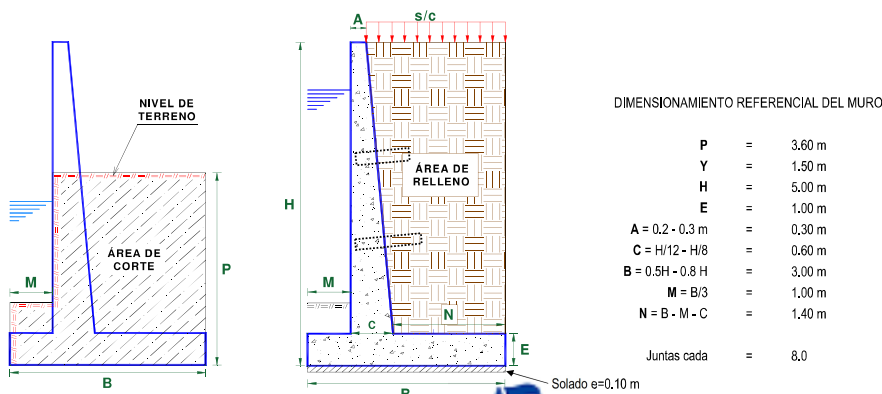 NIVEL DE
TERRENO
ÁREA DE
CORTE
M
P
B
A
s/c
H
ÁREA DE
RELLENO
M
C
N
E
B
Solado e=0.10 m
DIMENSIONAMIENTO REFERENCIAL DEL MURO
P = 3.60 m
Y = 1.50 m
H = 5.00 m
E = 1.00 m
A = 0.2 - 0.3 m = 0,30 m
C = H/12 - H/8 = 0.60 m
B = 0.5H - 0.8 H = 3,00 m
M = B/3 = 1,00 m
N = B - M - C = 1.40 m
Juntas cada = 8.0